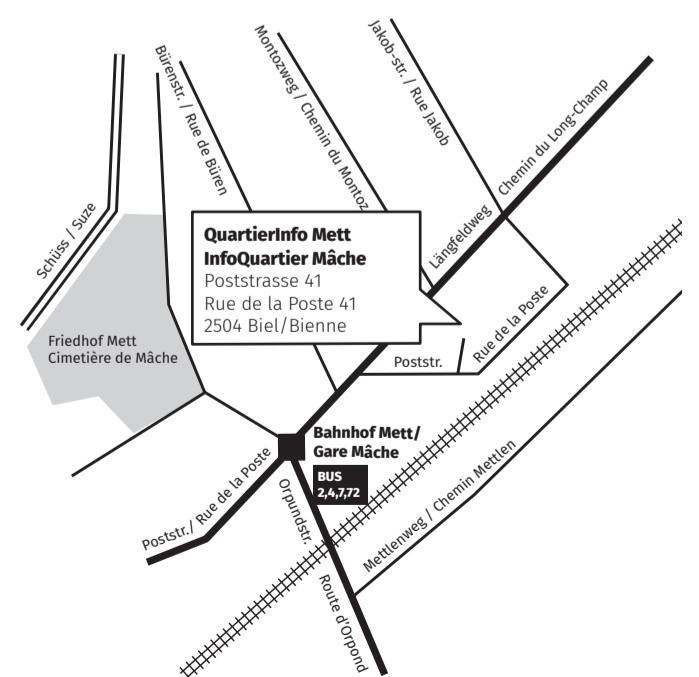 Bürenstr. / Rue de Büren
Montozweg / Chemin du Montoz
Jakob-str. / Rue Jakob
Längfeldweg
Chemin du Long-Champ
Schüss / Suze
QuartierInfo Mett
InfoQuartier Mâche
Poststrasse 41
Rue de la Poste 41
2504 Biel/Bienne
Friedhof Mett
Cimetière de Mâche
Poststr.
Rue de la Poste
Bahnhof Mett/
Gare Mâche
BUS
2,4,7,72
Poststr./ Rue de la Poste
Orpundstr.
Route d'Orpond
Mettlenweg / Chemin Mettlen